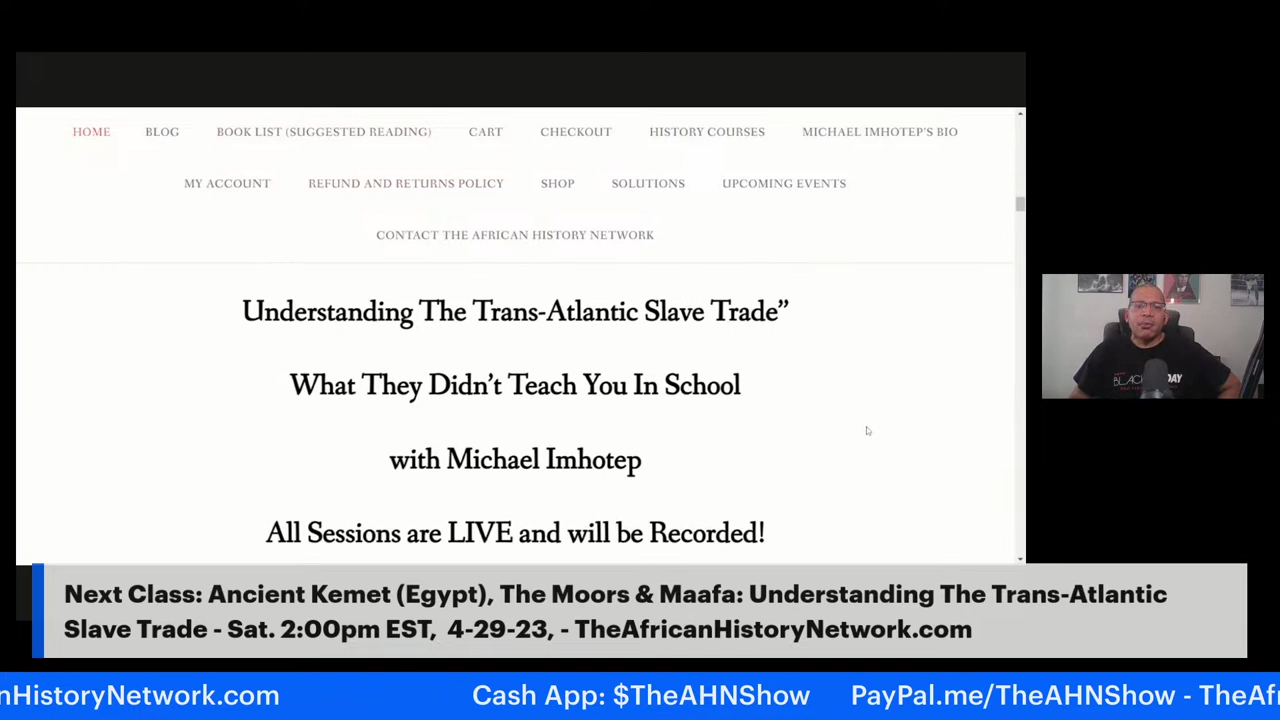 HOME BLOG BOOK LIST (SUGGESTED READING) CART CHECKOUT HISTORY COURSES MICHAEL IMHOTEP'S BIO
MY ACCOUNT REFUND AND RETURNS POLICY SHOP SOLUTIONS UPCOMING EVENTS
CONTACT THE AFRICAN HISTORY NETWORK
Understanding The Trans-Atlantic Slave Trade”
What They Didn’t Teach You In School
with Michael Imhotep
All Sessions are LIVE and will be Recorded!
BLACK DAY
Next Class: Ancient Kemet (Egypt), The Moors & Maafa: Understanding The Trans-Atlantic
Slave Trade - Sat. 2:00pm EST, 4-29-23, - TheAfricanHistoryNetwork.com
nHistoryNetwork.com Cash App: $TheAHNShow PayPal.me/TheAHNShow - TheAf